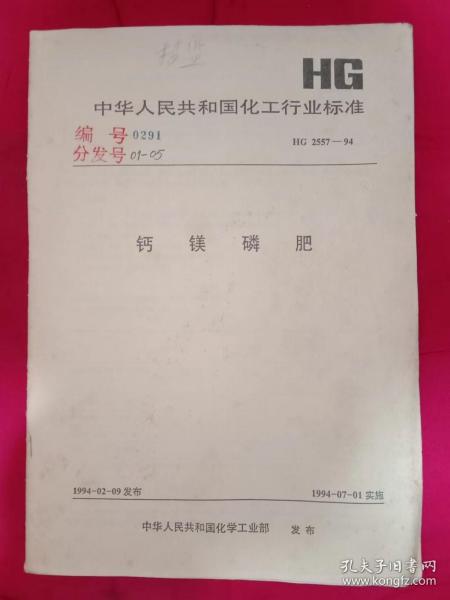 HG
中华人民共和国化工行业标准
编 号 0291
HG 2557—94
分发号 01-05
钙 镁 磷 肥
1994-02-09 发布
1994-07-01 实施
中华人民共和国化学工业部 发 布
孔夫子旧书网
www.kongfz.com